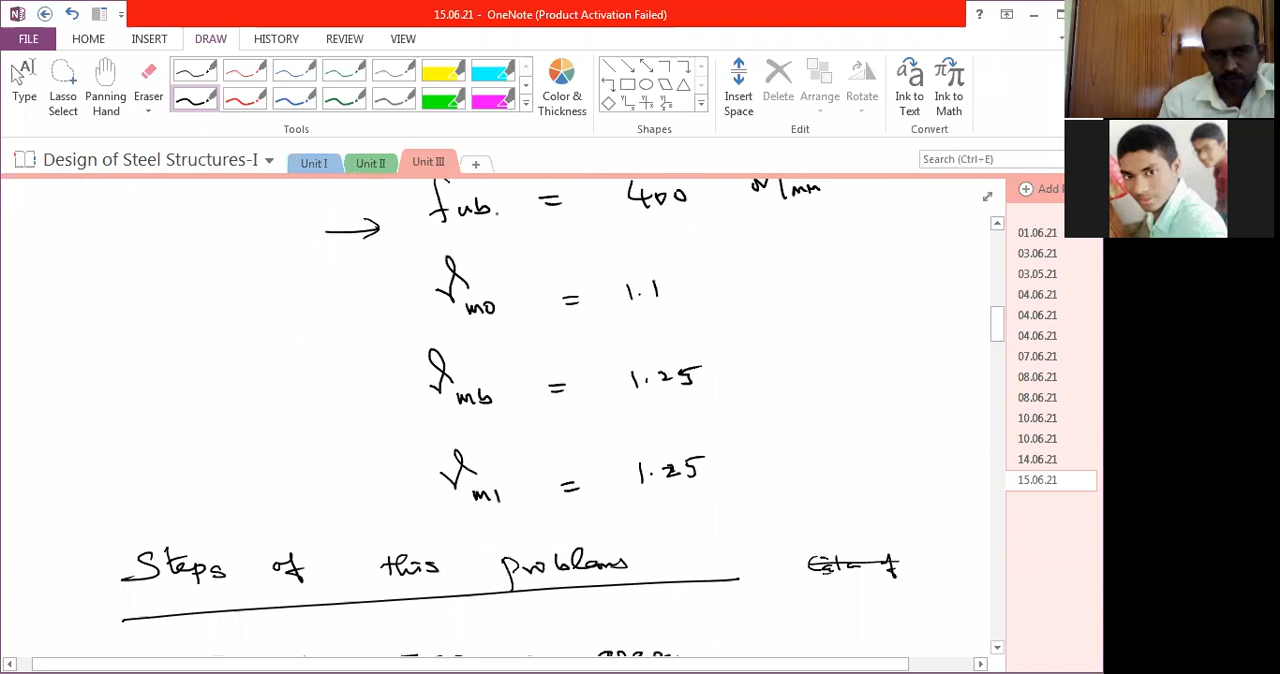 15.06.21 - OneNote (Product Activation Failed)
FILE HOME INSERT DRAW HISTORY REVIEW VIEW
Type Lasso Select Panning Hand Eraser Color & Thickness Insert Space Delete Arrange Rotate Ink to Text Ink to Math
Tools Shapes Edit Convert
Design of Steel Structures-I Unit I Unit II Unit III Search (Ctrl+E)
Add
fub. = 400 N/mm
→ 
γm0 = 1.1
γmb = 1.25
γm1 = 1.25
Steps of this problems
01.06.21
03.06.21
03.05.21
04.06.21
04.06.21
04.06.21
07.06.21
08.06.21
08.06.21
10.06.21
10.06.21
14.06.21
15.06.21